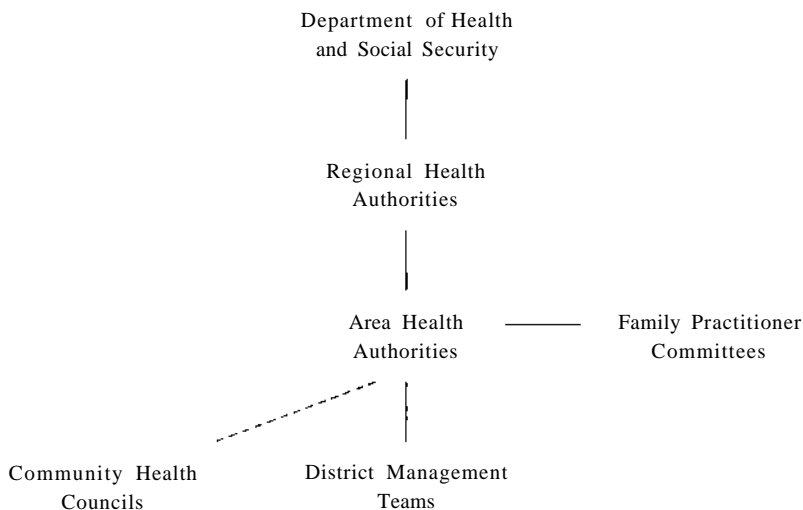 Department of Health
and Social Security
Regional Health
Authorities
Area Health
Authorities
Family Practitioner
Committees
Community Health
Councils
District Management
Teams